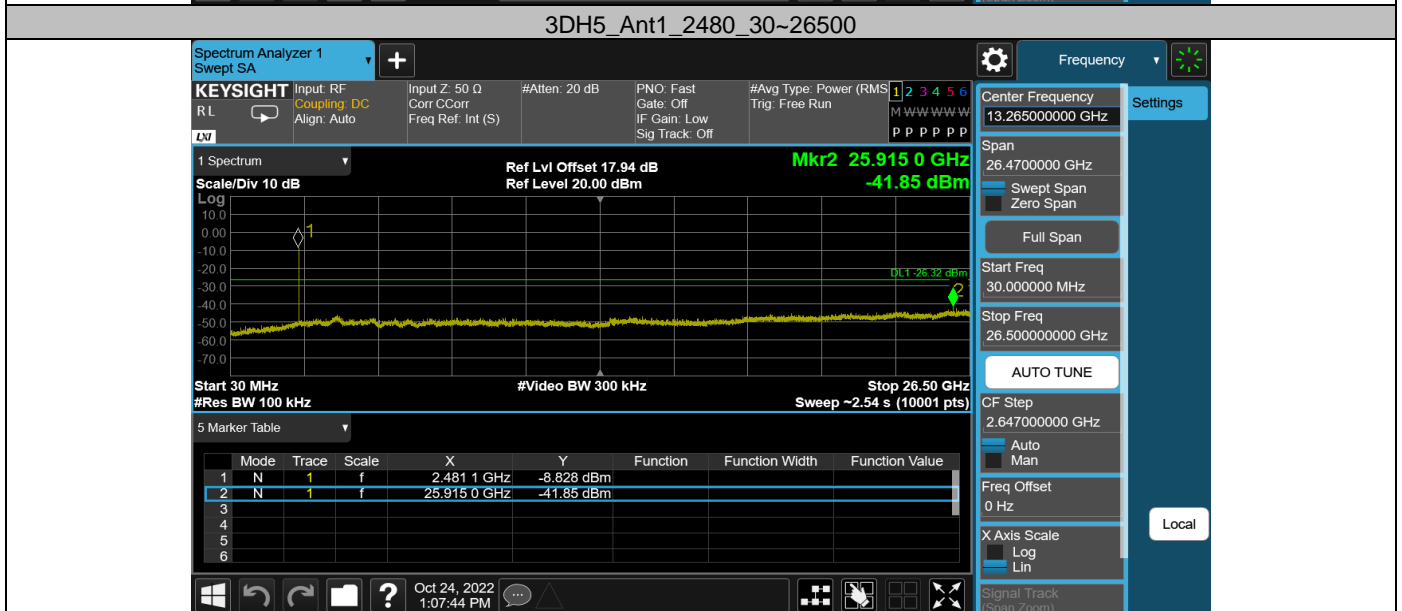 3DH5_Ant1_2480_30~26500
Spectrum Analyzer 1
Swept SA
Frequency
KEYSIGHT
RL
LXI
Input: RF
Coupling: DC
Align: Auto
Input Z: 50 Ω
Corr CCorr
Freq Ref: Int (S)
#Atten: 20 dB
PNO: Fast
Gate: Off
IF Gain: Low
Sig Track: Off
#Avg Type: Power (RMS
Trig: Free Run
1 2 3 4 5 6
M W W W W W
P P P P P P
Center Frequency
13.265000000 GHz
Settings
1 Spectrum
Ref Lvl Offset 17.94 dB
Mkr2 25.915 0 GHz
Scale/Div 10 dB
Ref Level 20.00 dBm
-41.85 dBm
Log
10.0
0.00
-10.0
-20.0
-30.0
-40.0
-50.0
-60.0
-70.0
1
DL1 -26.32 dBm
2
Start 30 MHz
#Video BW 300 kHz
Stop 26.50 GHz
#Res BW 100 kHz
Sweep ~2.54 s (10001 pts)
Span
26.4700000 GHz
Swept Span
Zero Span
Full Span
Start Freq
30.000000 MHz
Stop Freq
26.500000000 GHz
AUTO TUNE
CF Step
2.647000000 GHz
Auto
Man
Freq Offset
0 Hz
X Axis Scale
Log
Lin
Signal Track
(Span Zoom)
Local
5 Marker Table
Mode Trace Scale X Y Function Function Width Function Value
1 N 1 f 2.481 1 GHz -8.828 dBm
2 N 1 f 25.915 0 GHz -41.85 dBm
3
4
5
6
Oct 24, 2022
1:07:44 PM